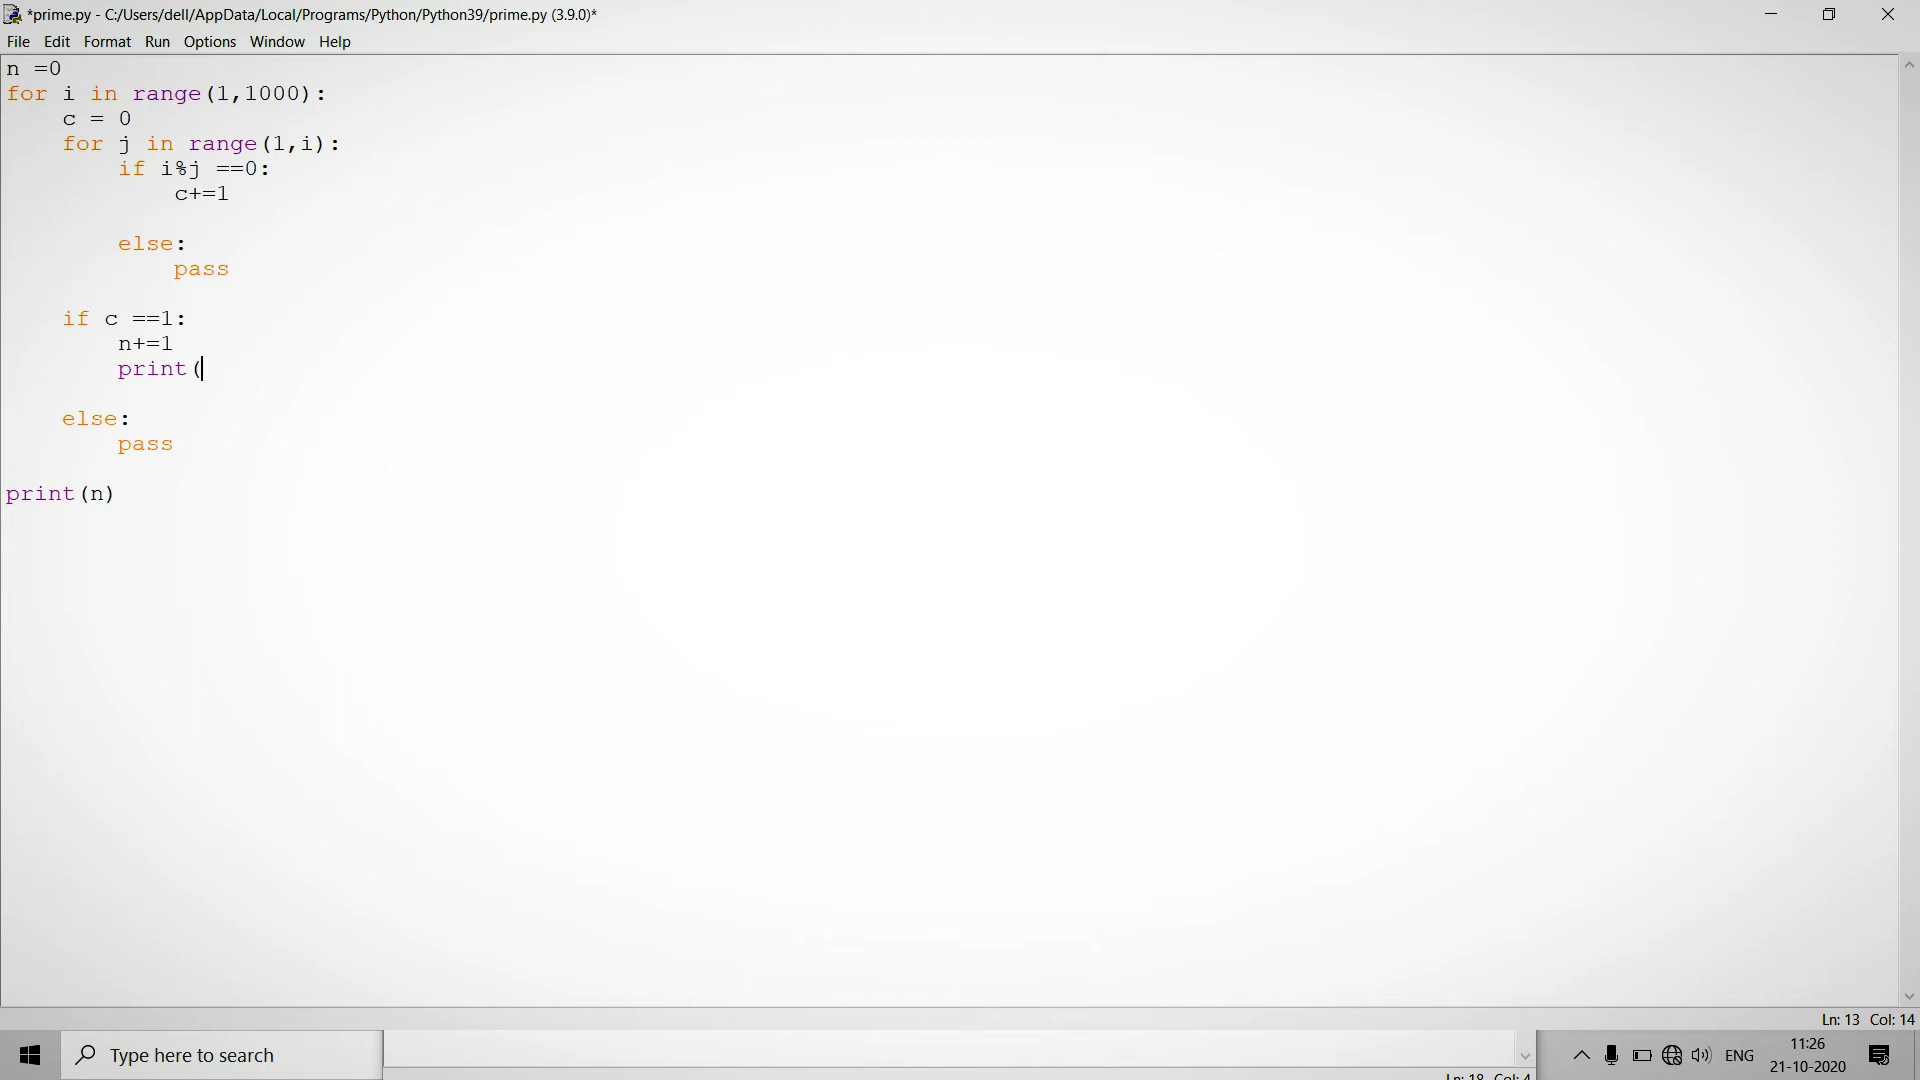 *prime.py - C:/Users/dell/AppData/Local/Programs/Python/Python39/prime.py (3.9.0)*
File Edit Format Run Options Window Help
n =0
for i in range(1,1000):
    c = 0
    for j in range(1,i):
        if i%j ==0:
            c+=1
        else:
            pass
    if c ==1:
        n+=1
        print(
    else:
        pass
print(n)
Ln: 13 Col: 14
Type here to search
ENG
11:26
21-10-2020
Ln: 18 Col: 4